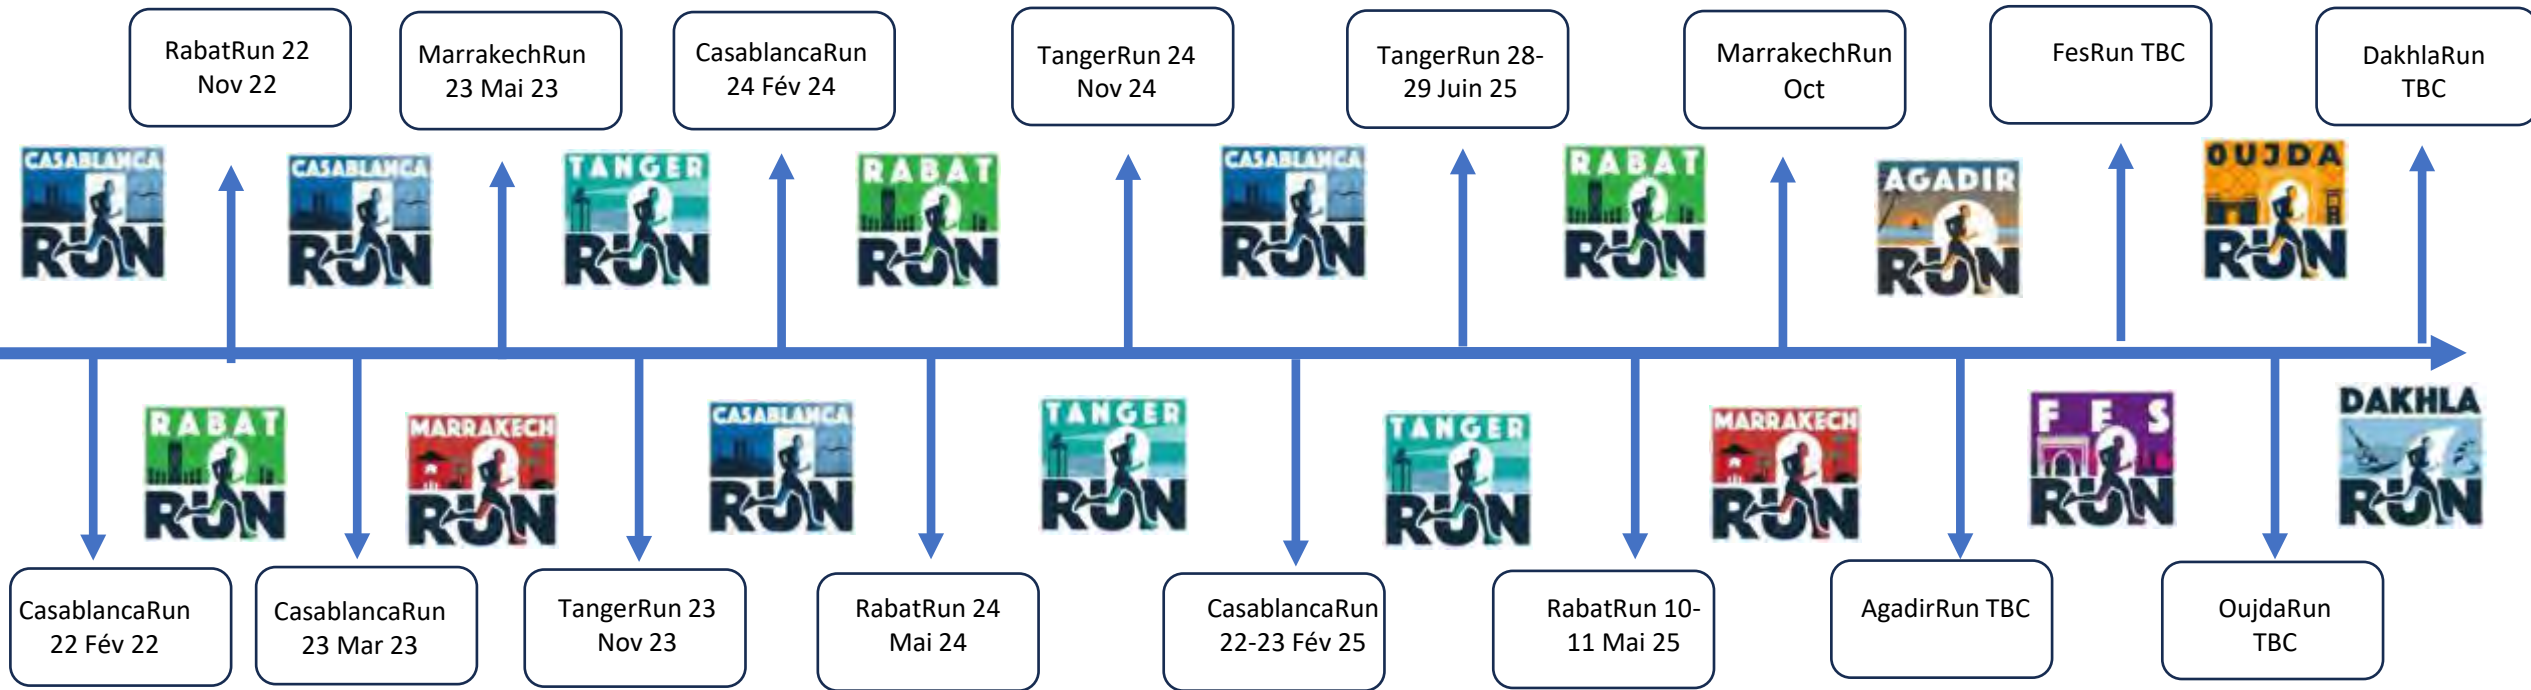 RabatRun 22
Nov 22
MarrakechRun
23 Mai 23
CasablancaRun
24 Fév 24
TangerRun 24
Nov 24
TangerRun 28-
29 Juin 25
MarrakechRun
Oct
FesRun TBC
DakhlaRun
TBC
CASABLANCA
RUN
CASABLANCA
RUN
TANGER
RUN
RABAT
RUN
CASABLANCA
RUN
RABAT
RUN
AGADIR
RUN
OUJDA
RUN
RABAT
RUN
MARRAKECH
RUN
CASABLANCA
RUN
TANGER
RUN
TANGER
RUN
MARRAKECH
RUN
FES
RUN
DAKHLA
RUN
CasablancaRun
22 Fév 22
CasablancaRun
23 Mar 23
TangerRun 23
Nov 23
RabatRun 24
Mai 24
CasablancaRun
22-23 Fév 25
RabatRun 10-
11 Mai 25
AgadirRun TBC
OujdaRun
TBC